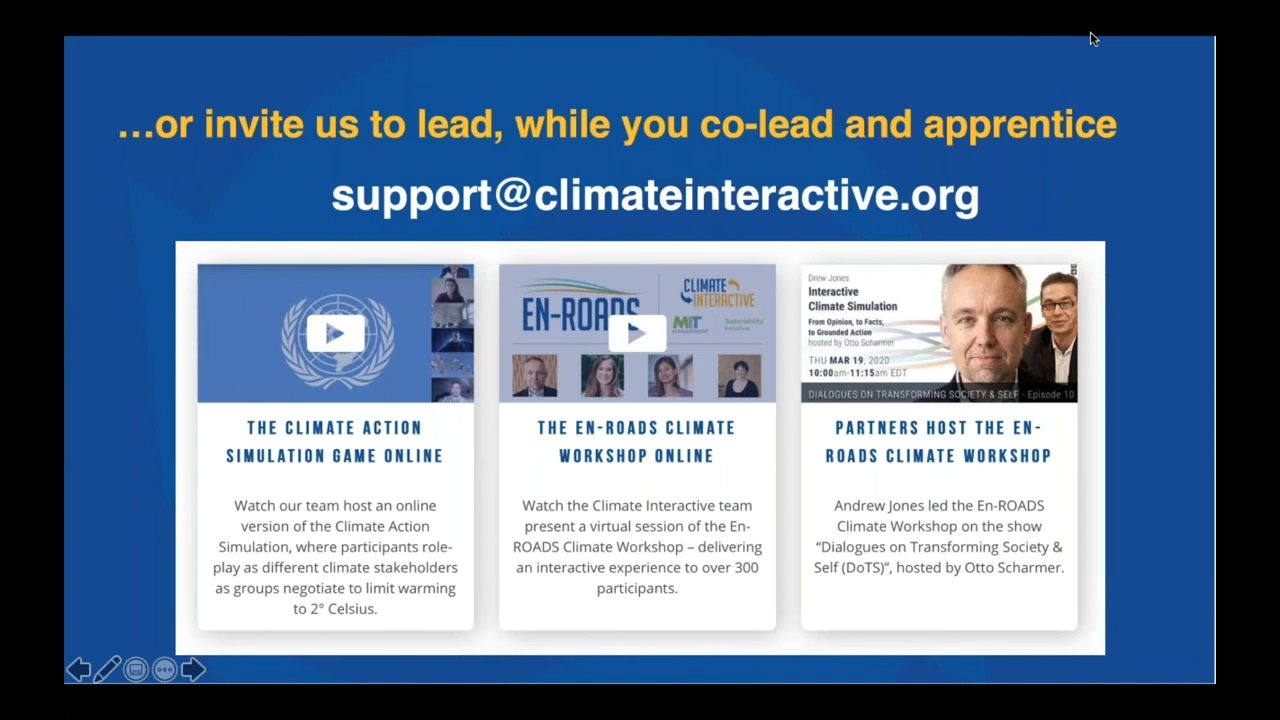 ...or invite us to lead, while you co-lead and apprentice
support@climateinteractive.org
EN-ROADS
CLIMATE
INTERACTIVE
MIT
Sustainability
Initiative
Drew Jones
Interactive
Climate Simulation
From Opinion, to Facts,
to Grounded Action
hosted by Otto Scharmer
THU MAR 19, 2020
10:00am-11:15am EDT
DIALOGUES ON TRANSFORMING SOCIETY & SELF - Episode 10
THE CLIMATE ACTION
SIMULATION GAME ONLINE
Watch our team host an online
version of the Climate Action
Simulation, where participants role-
play as different climate stakeholders
as groups negotiate to limit warming
to 2° Celsius.
THE EN-ROADS CLIMATE
WORKSHOP ONLINE
Watch the Climate Interactive team
present a virtual session of the En-
ROADS Climate Workshop – delivering
an interactive experience to over 300
participants.
PARTNERS HOST THE EN-
ROADS CLIMATE WORKSHOP
Andrew Jones led the En-ROADS
Climate Workshop on the show
“Dialogues on Transforming Society &
Self (DoTS)”, hosted by Otto Scharmer.